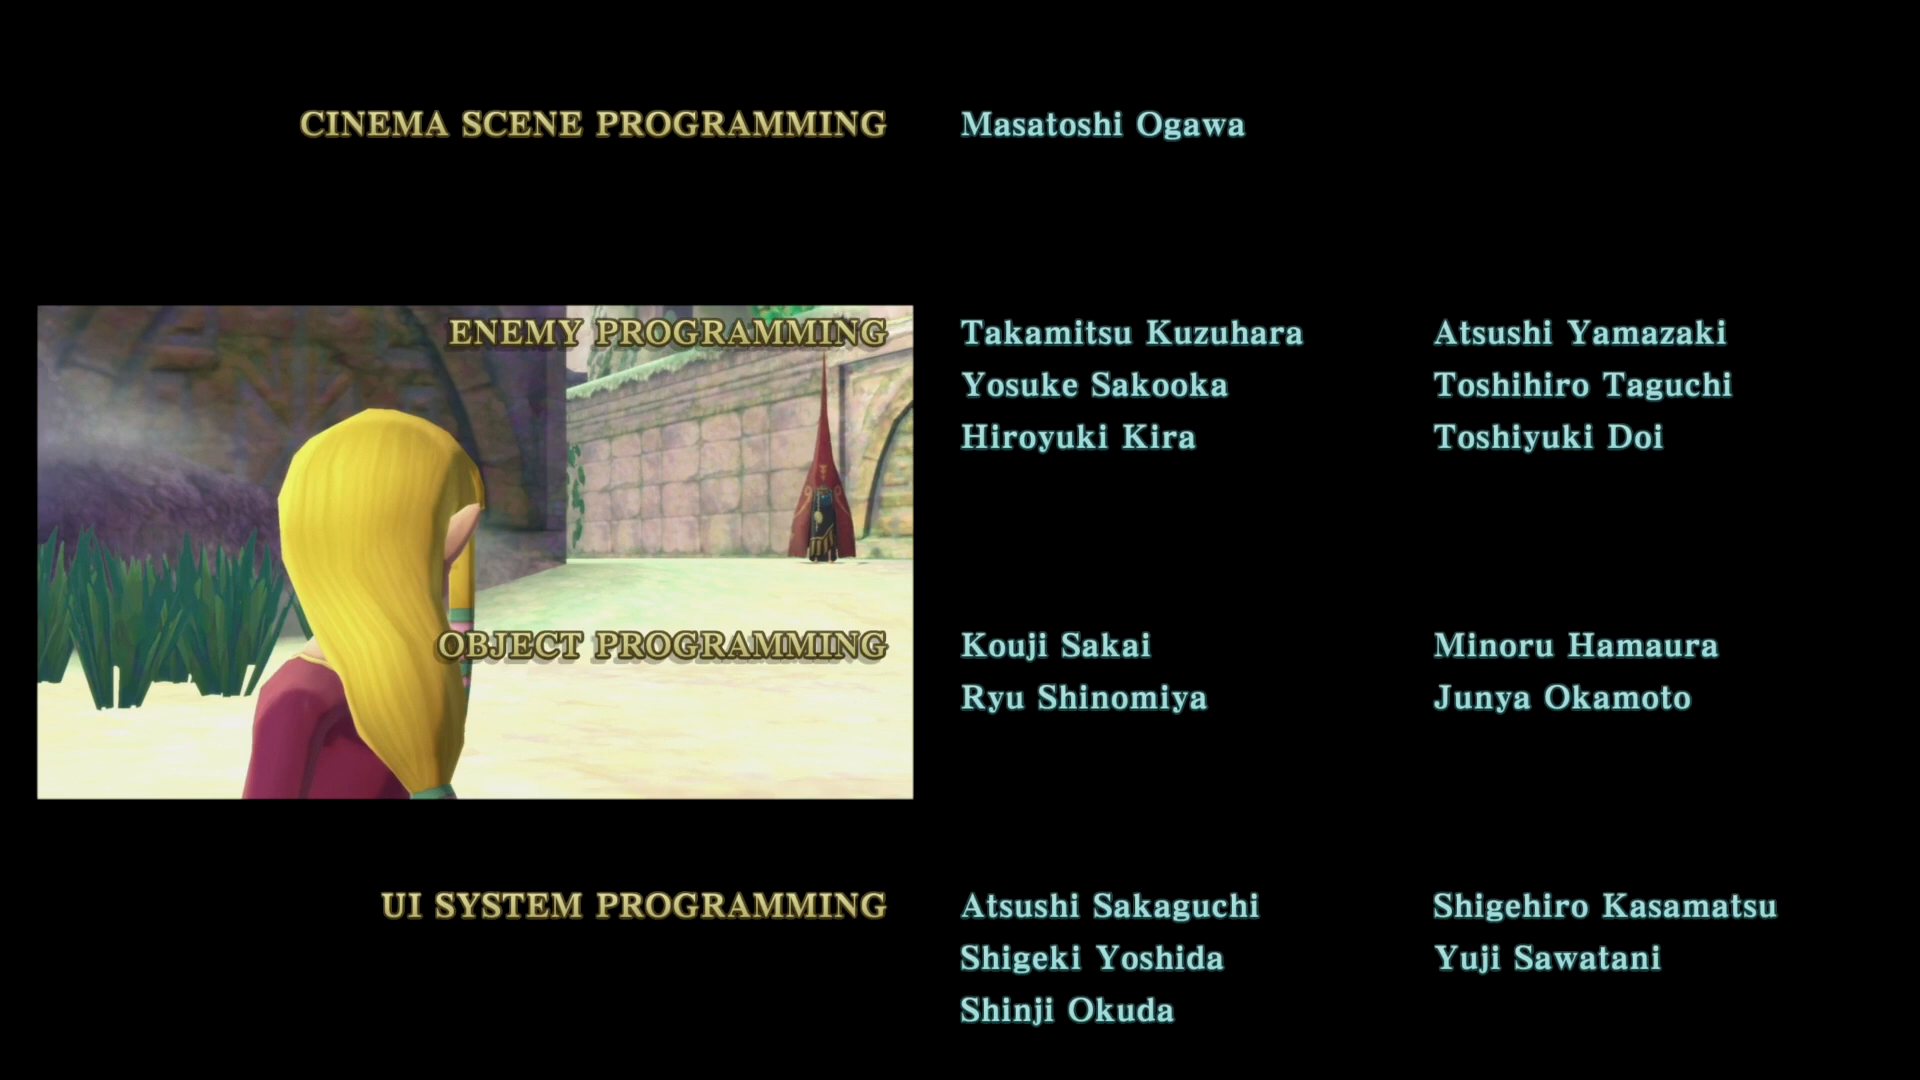 CINEMA SCENE PROGRAMMING Masatoshi Ogawa
ENEMY PROGRAMMING Takamitsu Kuzuhara Atsushi Yamazaki
Yosuke Sakooka Toshihiro Taguchi
Hiroyuki Kira Toshiyuki Doi
OBJECT PROGRAMMING Kouji Sakai Minoru Hamaura
Ryu Shinomiya Junya Okamoto
UI SYSTEM PROGRAMMING Atsushi Sakaguchi Shigehiro Kasamatsu
Shigeki Yoshida Yuji Sawatani
Shinji Okuda